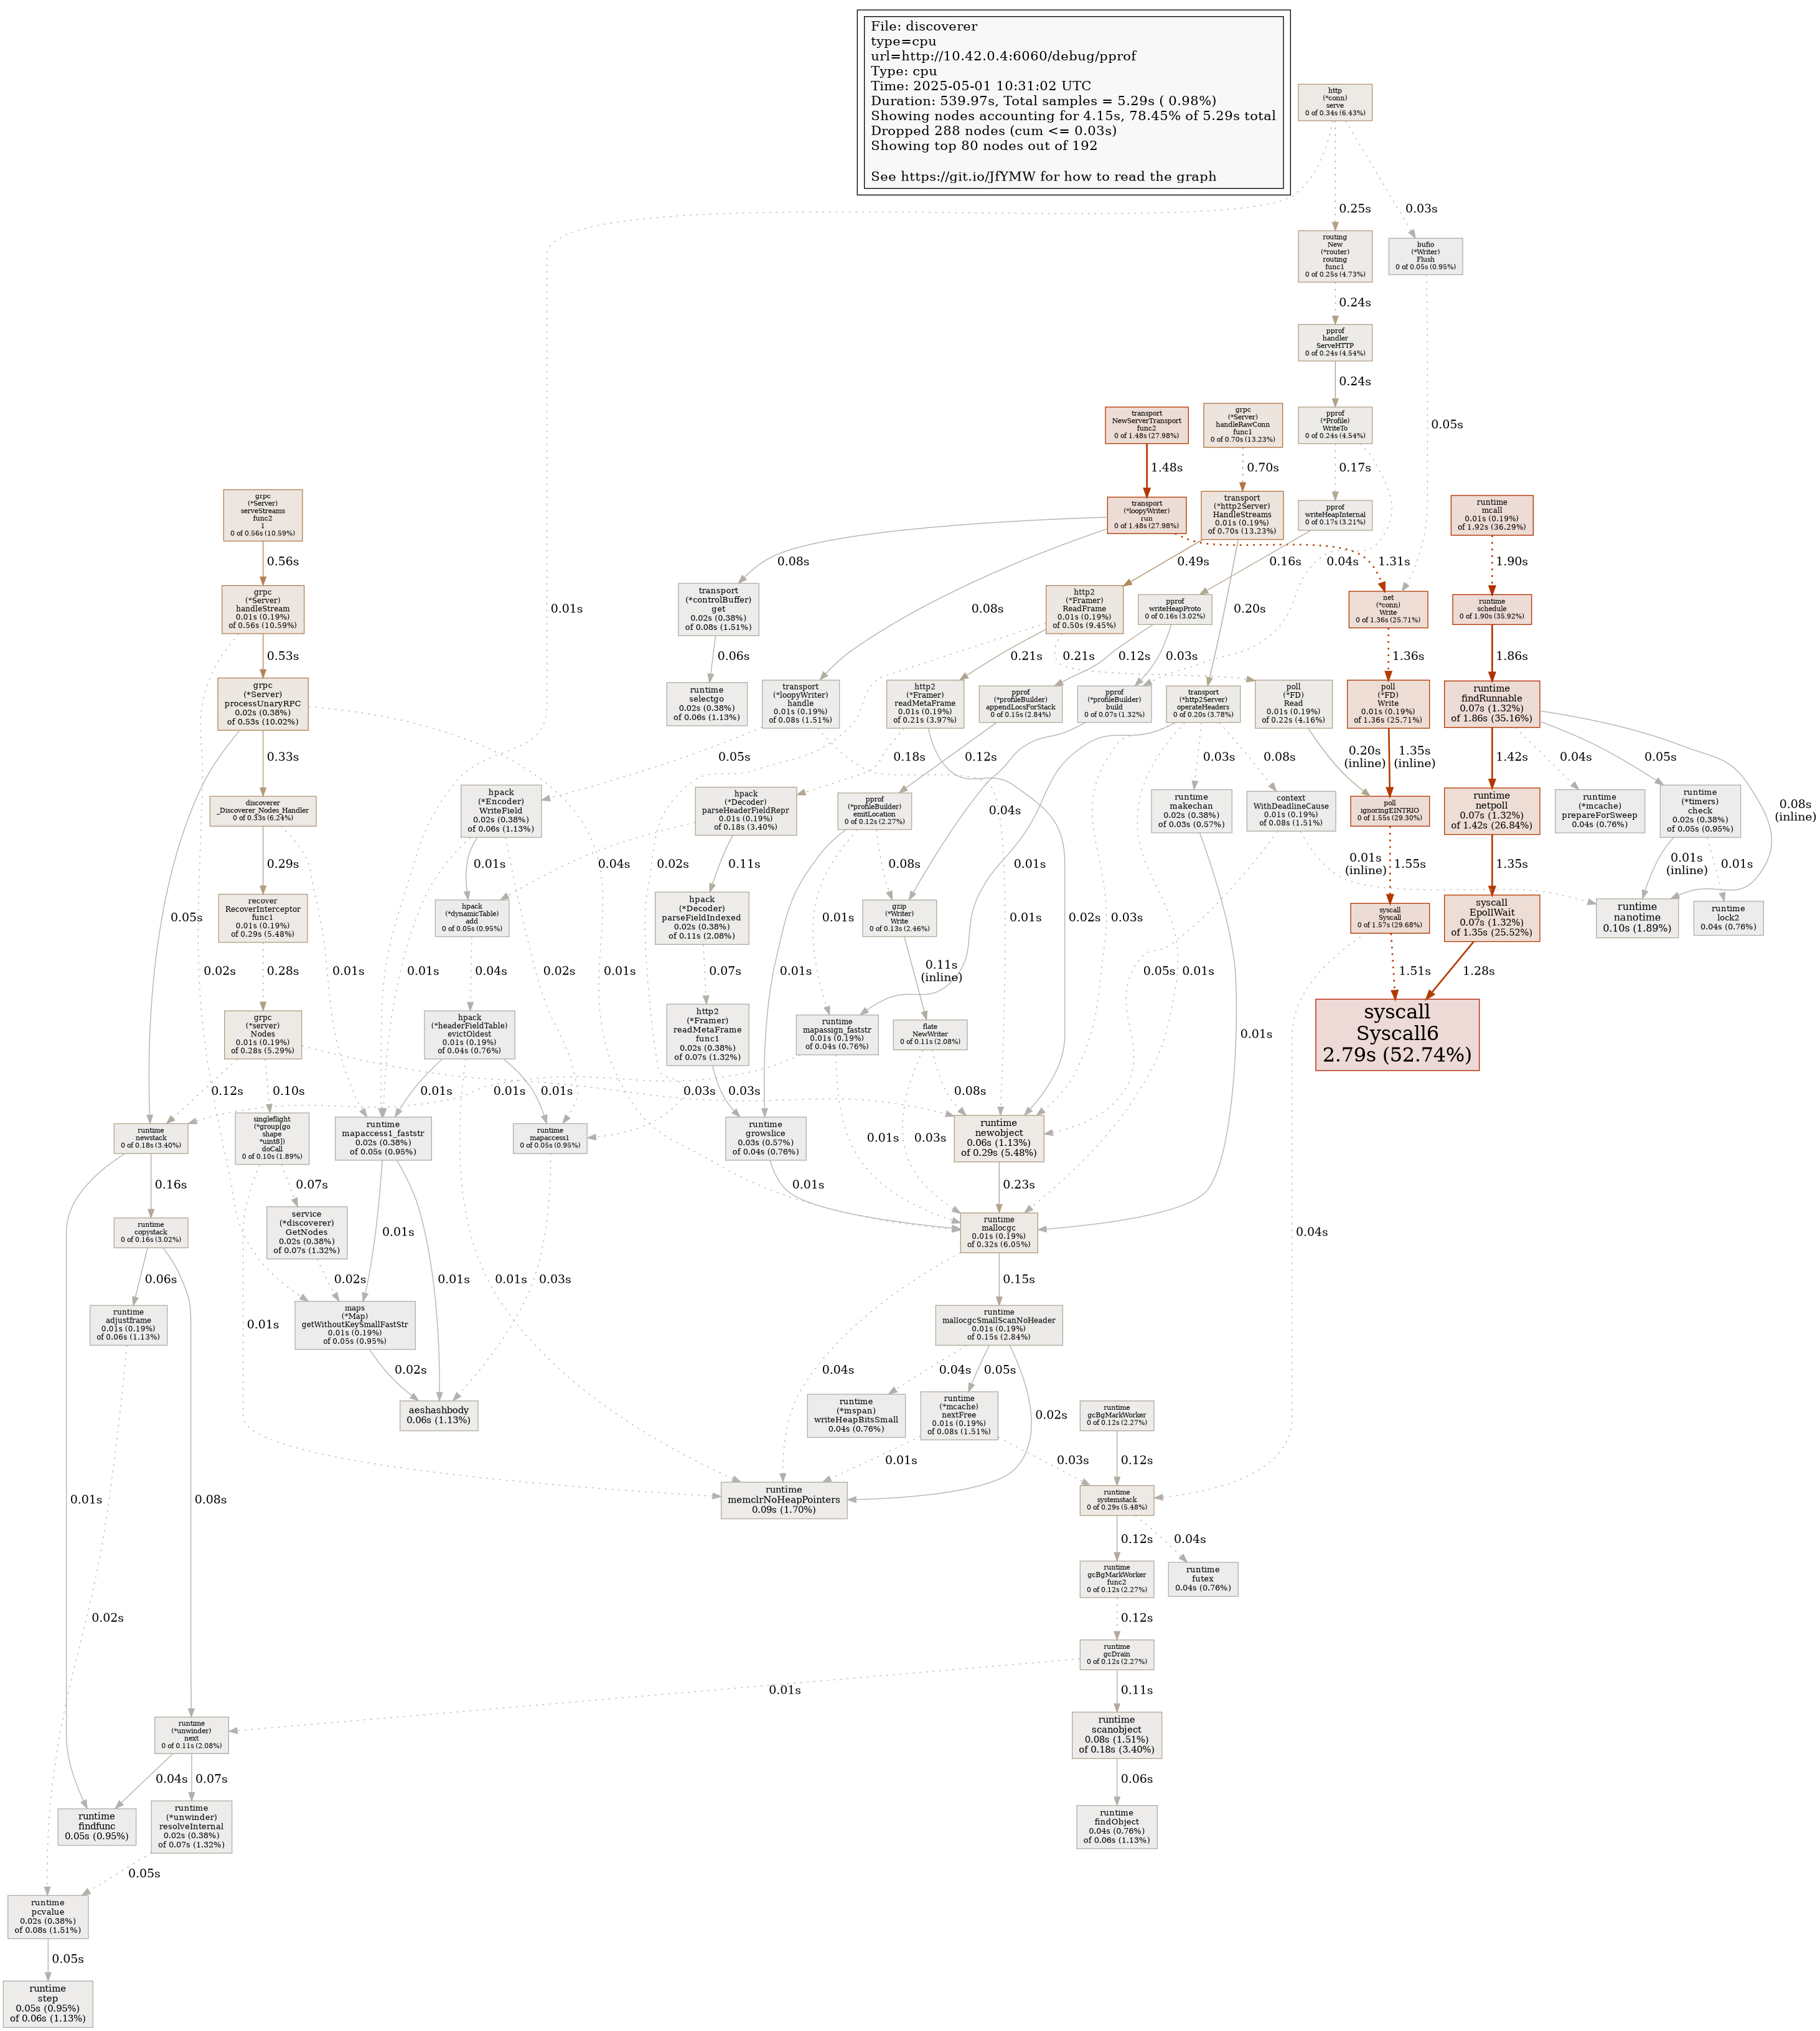 File: discoverer
type=cpu
url=http://10.42.0.4:6060/debug/pprof
Type: cpu
Time: 2025-05-01 10:31:02 UTC
Duration: 539.97s, Total samples = 5.29s ( 0.98%)
Showing nodes accounting for 4.15s, 78.45% of 5.29s total
Dropped 288 nodes (cum <= 0.03s)
Showing top 80 nodes out of 192
See https://git.io/JfYMW for how to read the graph
http
(*conn)
serve
0 of 0.34s (6.43%)
0.25s
0.03s
routing
New
(*router)
routing
func1
0 of 0.25s (4.73%)
bufio
(*Writer)
Flush
0 of 0.05s (0.95%)
0.24s
pprof
handler
ServeHTTP
0 of 0.24s (4.54%)
0.24s
transport
NewServerTransport
func2
0 of 1.48s (27.98%)
grpc
(*Server)
handleRawConn
func1
0 of 0.70s (13.23%)
pprof
(*Profile)
WriteTo
0 of 0.24s (4.54%)
0.05s
1.48s
0.70s
0.17s
grpc
(*Server)
serveStreams
func2
1
0 of 0.56s (10.59%)
transport
(*loopyWriter)
run
0 of 1.48s (27.98%)
transport
(*http2Server)
HandleStreams
0.01s (0.19%)
of 0.70s (13.23%)
pprof
writeHeapInternal
0 of 0.17s (3.21%)
runtime
mcall
0.01s (0.19%)
of 1.92s (36.29%)
0.56s
0.08s
0.49s
0.16s
0.04s
1.31s
1.90s
grpc
(*Server)
handleStream
0.01s (0.19%)
of 0.56s (10.59%)
0.01s
transport
(*controlBuffer)
get
0.02s (0.38%)
of 0.08s (1.51%)
0.08s
http2
(*Framer)
ReadFrame
0.01s (0.19%)
of 0.50s (9.45%)
pprof
writeHeapProto
0 of 0.16s (3.02%)
0.20s
net
(*conn)
Write
0 of 1.36s (25.71%)
runtime
schedule
0 of 1.90s (35.92%)
0.53s
0.06s
0.21s
0.21s
0.12s
0.03s
1.36s
1.86s
grpc
(*Server)
processUnaryRPC
0.02s (0.38%)
of 0.53s (10.02%)
runtime
selectgo
0.02s (0.38%)
of 0.06s (1.13%)
transport
(*loopyWriter)
handle
0.01s (0.19%)
of 0.08s (1.51%)
http2
(*Framer)
readMetaFrame
0.01s (0.19%)
of 0.21s (3.97%)
pprof
(*profileBuilder)
appendLocsForStack
0 of 0.15s (2.84%)
pprof
(*profileBuilder)
build
0 of 0.07s (1.32%)
transport
(*http2Server)
operateHeaders
0 of 0.20s (3.78%)
poll
(*FD)
Read
0.01s (0.19%)
of 0.22s (4.16%)
poll
(*FD)
Write
0.01s (0.19%)
of 1.36s (25.71%)
runtime
findRunnable
0.07s (1.32%)
of 1.86s (35.16%)
0.33s
0.05s
0.18s
0.12s
0.03s
0.08s
0.20s
(inline)
1.35s
(inline)
1.42s
0.04s
0.05s
discoverer
_Discoverer_Nodes_Handler
0 of 0.33s (6.24%)
hpack
(*Encoder)
WriteField
0.02s (0.38%)
of 0.06s (1.13%)
hpack
(*Decoder)
parseHeaderFieldRepr
0.01s (0.19%)
of 0.18s (3.40%)
pprof
(*profileBuilder)
emitLocation
0 of 0.12s (2.27%)
0.04s
runtime
makechan
0.02s (0.38%)
of 0.03s (0.57%)
context
WithDeadlineCause
0.01s (0.19%)
of 0.08s (1.51%)
poll
ignoringEINTRIO
0 of 1.55s (29.30%)
runtime
netpoll
0.07s (1.32%)
of 1.42s (26.84%)
runtime
(*mcache)
prepareForSweep
0.04s (0.76%)
runtime
(*timers)
check
0.02s (0.38%)
of 0.05s (0.95%)
0.08s
(inline)
0.29s
0.04s
0.01s
0.02s
0.11s
0.08s
0.01s
0.01s
(inline)
1.55s
1.35s
0.01s
(inline)
0.01s
recover
RecoverInterceptor
func1
0.01s (0.19%)
of 0.29s (5.48%)
hpack
(*dynamicTable)
add
0 of 0.05s (0.95%)
hpack
(*Decoder)
parseFieldIndexed
0.02s (0.38%)
of 0.11s (2.08%)
0.01s
gzip
(*Writer)
Write
0 of 0.13s (2.46%)
0.01s
0.02s
0.03s
syscall
Syscall
0 of 1.57s (29.68%)
syscall
EpollWait
0.07s (1.32%)
of 1.35s (25.52%)
runtime
nanotime
0.10s (1.89%)
runtime
lock2
0.04s (0.76%)
0.05s
0.02s
0.28s
0.01s
0.01s
0.04s
0.02s
0.01s
0.07s
0.01s
0.11s
(inline)
0.05s
0.01s
1.51s
1.28s
grpc
(*server)
Nodes
0.01s (0.19%)
of 0.28s (5.29%)
hpack
(*headerFieldTable)
evictOldest
0.01s (0.19%)
of 0.04s (0.76%)
http2
(*Framer)
readMetaFrame
func1
0.02s (0.38%)
of 0.07s (1.32%)
runtime
mapassign_faststr
0.01s (0.19%)
of 0.04s (0.76%)
flate
NewWriter
0 of 0.11s (2.08%)
0.01s
syscall
Syscall6
2.79s (52.74%)
0.12s
0.10s
0.01s
0.01s
0.01s
0.03s
0.03s
0.08s
runtime
newstack
0 of 0.18s (3.40%)
singleflight
(*group[go
shape
*uint8])
doCall
0 of 0.10s (1.89%)
runtime
mapaccess1_faststr
0.02s (0.38%)
of 0.05s (0.95%)
runtime
mapaccess1
0 of 0.05s (0.95%)
runtime
growslice
0.03s (0.57%)
of 0.04s (0.76%)
0.01s
0.03s
runtime
newobject
0.06s (1.13%)
of 0.29s (5.48%)
0.16s
0.07s
0.01s
0.23s
runtime
copystack
0 of 0.16s (3.02%)
service
(*discoverer)
GetNodes
0.02s (0.38%)
of 0.07s (1.32%)
0.01s
runtime
mallocgc
0.01s (0.19%)
of 0.32s (6.05%)
0.04s
0.06s
0.02s
0.01s
0.01s
0.03s
0.15s
runtime
adjustframe
0.01s (0.19%)
of 0.06s (1.13%)
0.01s
maps
(*Map)
getWithoutKeySmallFastStr
0.01s (0.19%)
of 0.05s (0.95%)
runtime
mallocgcSmallScanNoHeader
0.01s (0.19%)
of 0.15s (2.84%)
0.02s
0.04s
0.04s
0.05s
aeshashbody
0.06s (1.13%)
runtime
(*mspan)
writeHeapBitsSmall
0.04s (0.76%)
runtime
(*mcache)
nextFree
0.01s (0.19%)
of 0.08s (1.51%)
0.02s
runtime
gcBgMarkWorker
0 of 0.12s (2.27%)
0.01s
0.03s
0.12s
0.01s
0.08s
runtime
memclrNoHeapPointers
0.09s (1.70%)
runtime
systemstack
0 of 0.29s (5.48%)
0.12s
0.04s
runtime
gcBgMarkWorker
func2
0 of 0.12s (2.27%)
runtime
futex
0.04s (0.76%)
0.02s
0.12s
runtime
gcDrain
0 of 0.12s (2.27%)
0.01s
0.11s
runtime
(*unwinder)
next
0 of 0.11s (2.08%)
runtime
scanobject
0.08s (1.51%)
of 0.18s (3.40%)
0.04s
0.07s
0.06s
runtime
findfunc
0.05s (0.95%)
runtime
(*unwinder)
resolveInternal
0.02s (0.38%)
of 0.07s (1.32%)
runtime
findObject
0.04s (0.76%)
of 0.06s (1.13%)
0.05s
runtime
pcvalue
0.02s (0.38%)
of 0.08s (1.51%)
0.05s
runtime
step
0.05s (0.95%)
of 0.06s (1.13%)